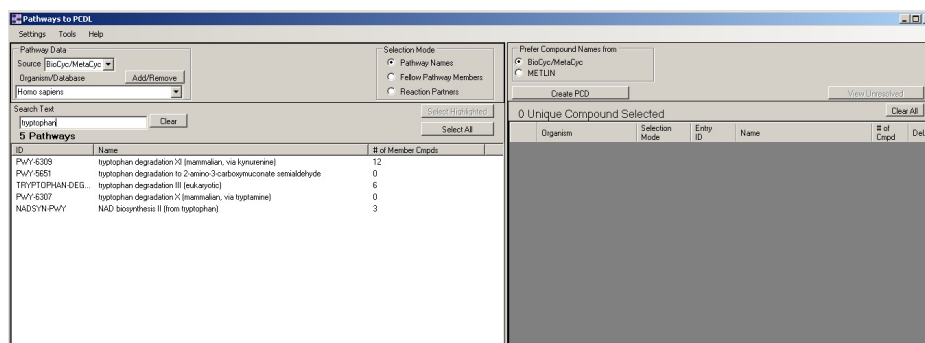 Pathways to PCDL
Settings Tools Help
Pathway Data
Source BioCyc/MetaCyc
Organism/Database Add/Remove
Homo sapiens
Selection Mode
Pathway Names
Fellow Pathway Members
Reaction Partners
Search Text
tryptophan Clear
5 Pathways
Select Highlighted
Select All
ID Name # of Member Cmpds
PWY-6309 tryptophan degradation XI (mammalian, via kynurenine) 12
PWY-5651 tryptophan degradation to 2-amino-3-carboxymuconate semialdehyde 0
TRYPTOPHAN-DEG... tryptophan degradation III (eukaryotic) 6
PWY-6307 tryptophan degradation X (mammalian, via tryptamine) 0
NADSYN-PWY NAD biosynthesis II (from tryptophan) 3
Prefer Compound Names from
BioCyc/MetaCyc
METLIN
Create PCD View Unresolved
0 Unique Compound Selected Clear All
Organism Selection Mode Entry ID Name # of Cmpd Del